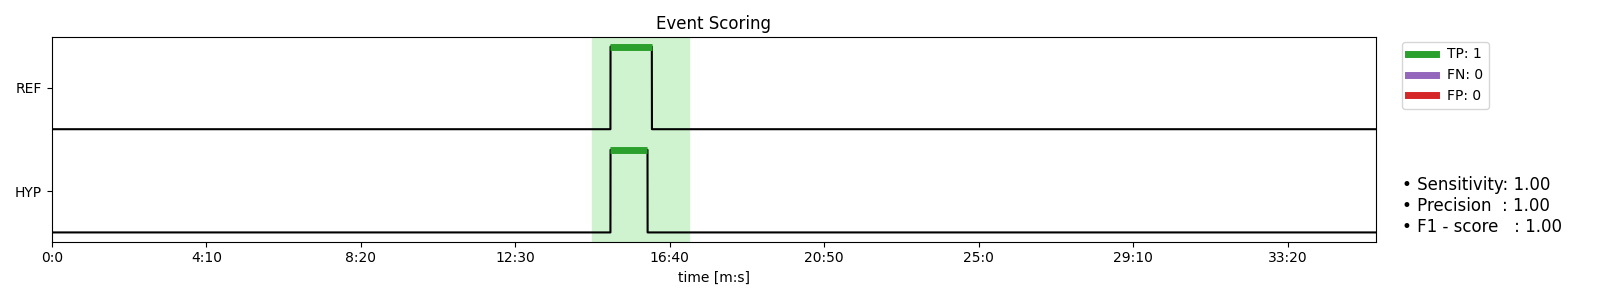 Event Scoring
REF
HYP
0:0 4:10 8:20 12:30 16:40 20:50 25:0 29:10 33:20
time [m:s]
TP: 1
FN: 0
FP: 0
• Sensitivity: 1.00
• Precision : 1.00
• F1 - score : 1.00